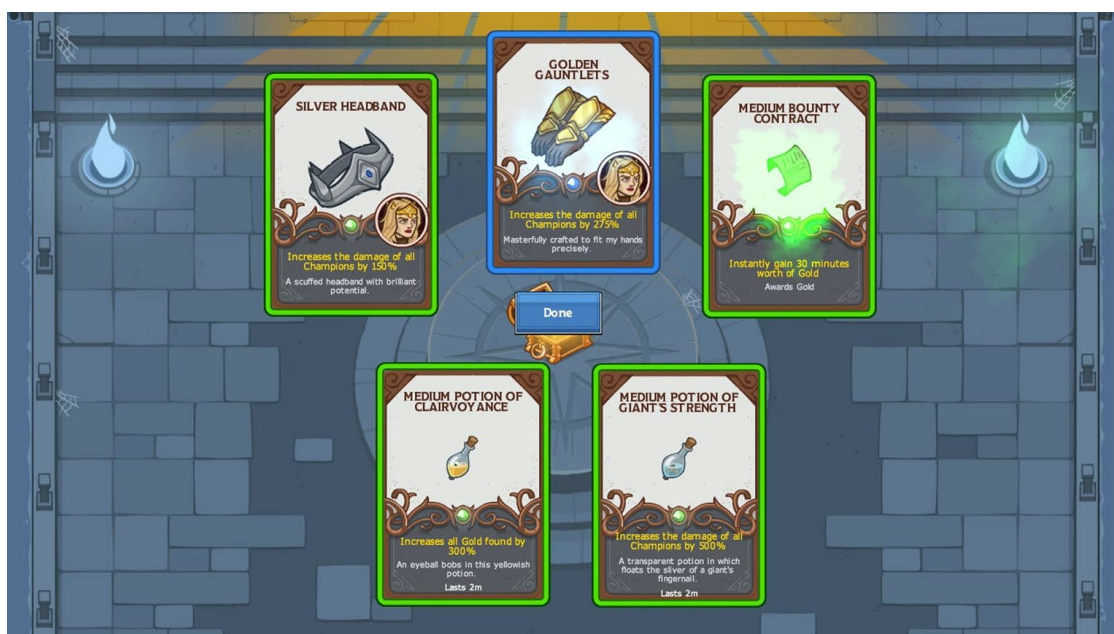 SILVER HEADBAND
Increases the damage of all
Champions by 150%
A scuffed headband with brilliant
potential.
GOLDEN
GAUNTLETS
Increases the damage of all
Champions by 275%
Masterfully crafted to fit my hands
precisely.
MEDIUM BOUNTY
CONTRACT
Instantly gain 30 minutes
worth of Gold
Awards Gold
Done
MEDIUM POTION OF
CLAIRVOYANCE
Increases all Gold found by
300%
An eyeball bobs in this yellowish
potion.
Lasts 2m
MEDIUM POTION OF
GIANT'S STRENGTH
Increases the damage of all
Champions by 500%
A transparent potion in which
floats the sliver of a giant's
fingernail.
Lasts 2m